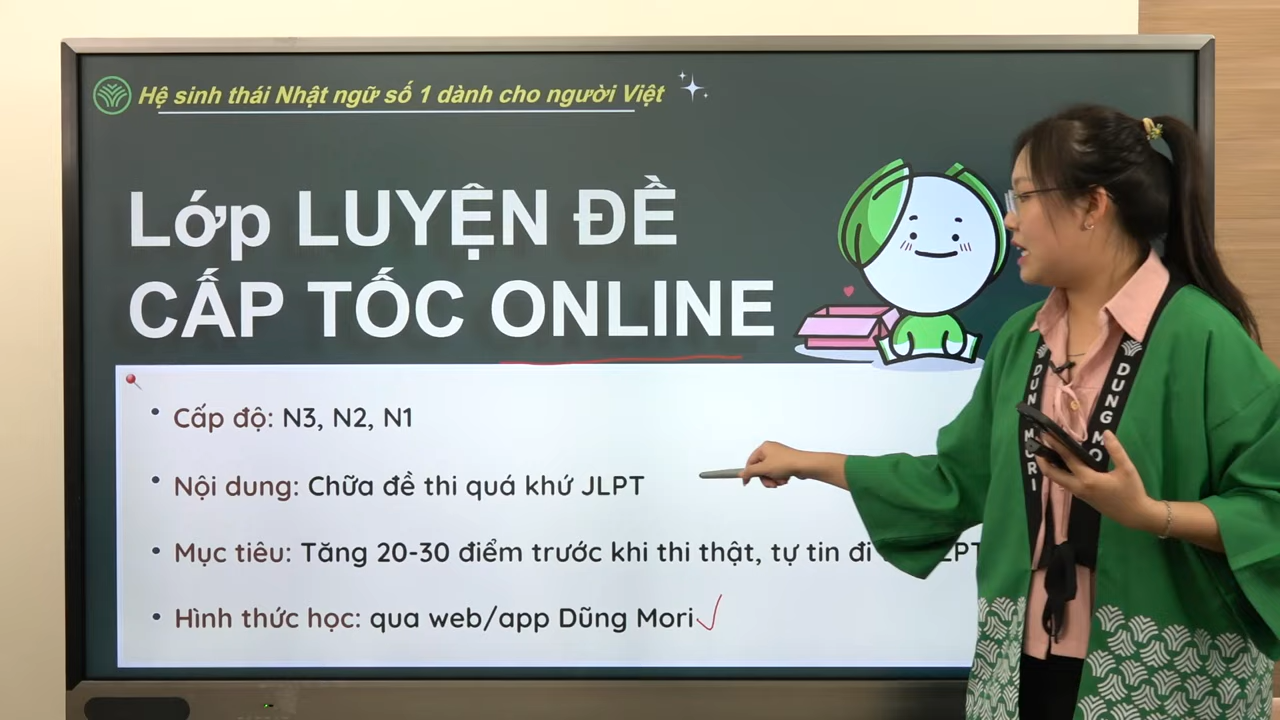 Hệ sinh thái Nhật ngữ số 1 dành cho người Việt
Lớp LUYỆN ĐỀ
CẤP TỐC ONLINE
• Cấp độ: N3, N2, N1
• Nội dung: Chữa đề thi quá khứ JLPT
• Mục tiêu: Tăng 20-30 điểm trước khi thi thật, tự tin đi
• Hình thức học: qua web/app Dũng Mori
DUNG MORI
DUNG MO